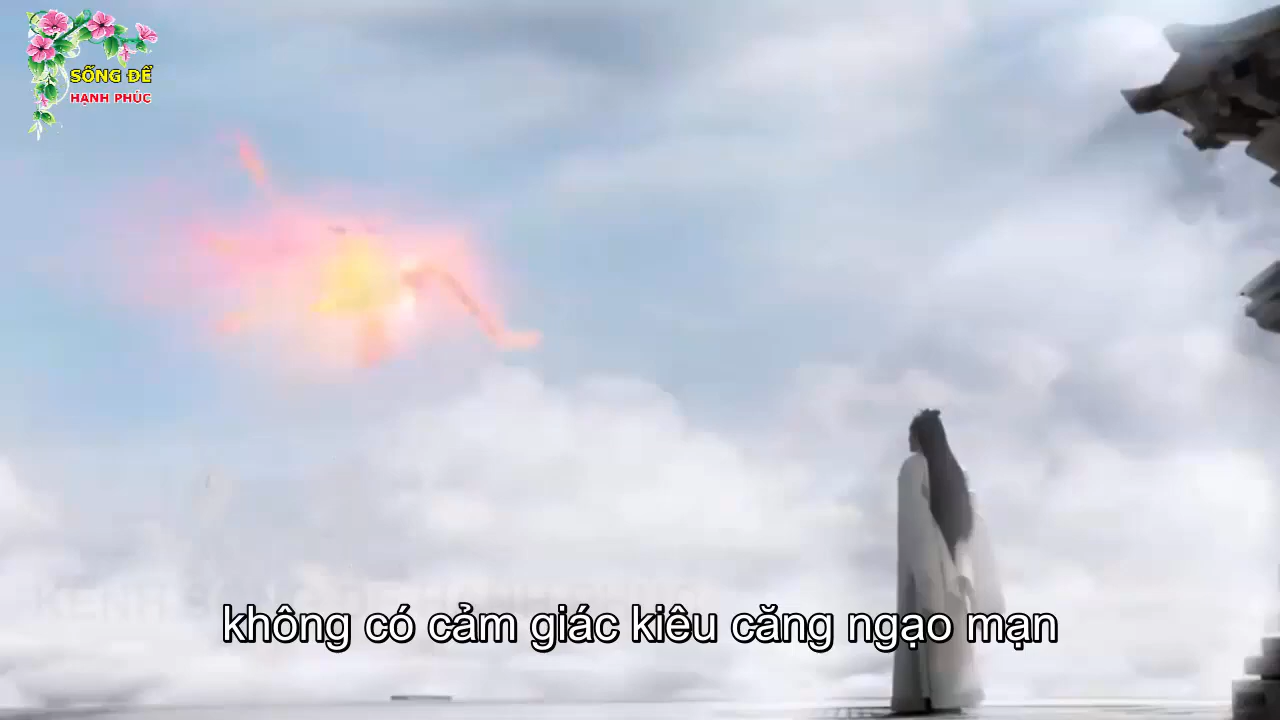 SỐNG ĐỂ
HẠNH PHÚC
không có cảm giác kiêu căng ngạo mạn